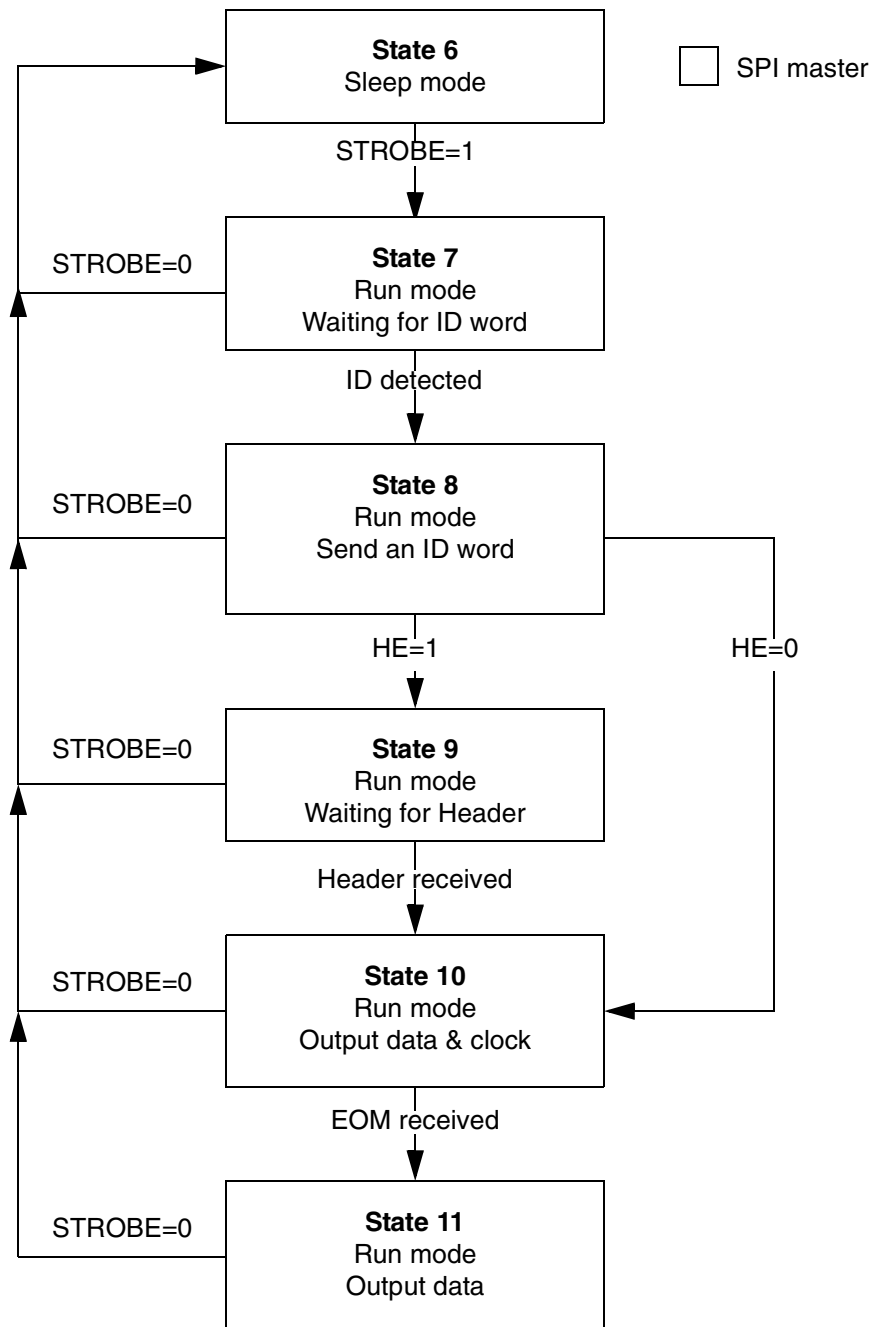 State 6
Sleep mode
SPI master
STROBE=1
State 7
Run mode
Waiting for ID word
STROBE=0
ID detected
State 8
Run mode
Send an ID word
STROBE=0
HE=1
HE=0
State 9
Run mode
Waiting for Header
STROBE=0
Header received
State 10
Run mode
Output data & clock
STROBE=0
EOM received
State 11
Run mode
Output data
STROBE=0